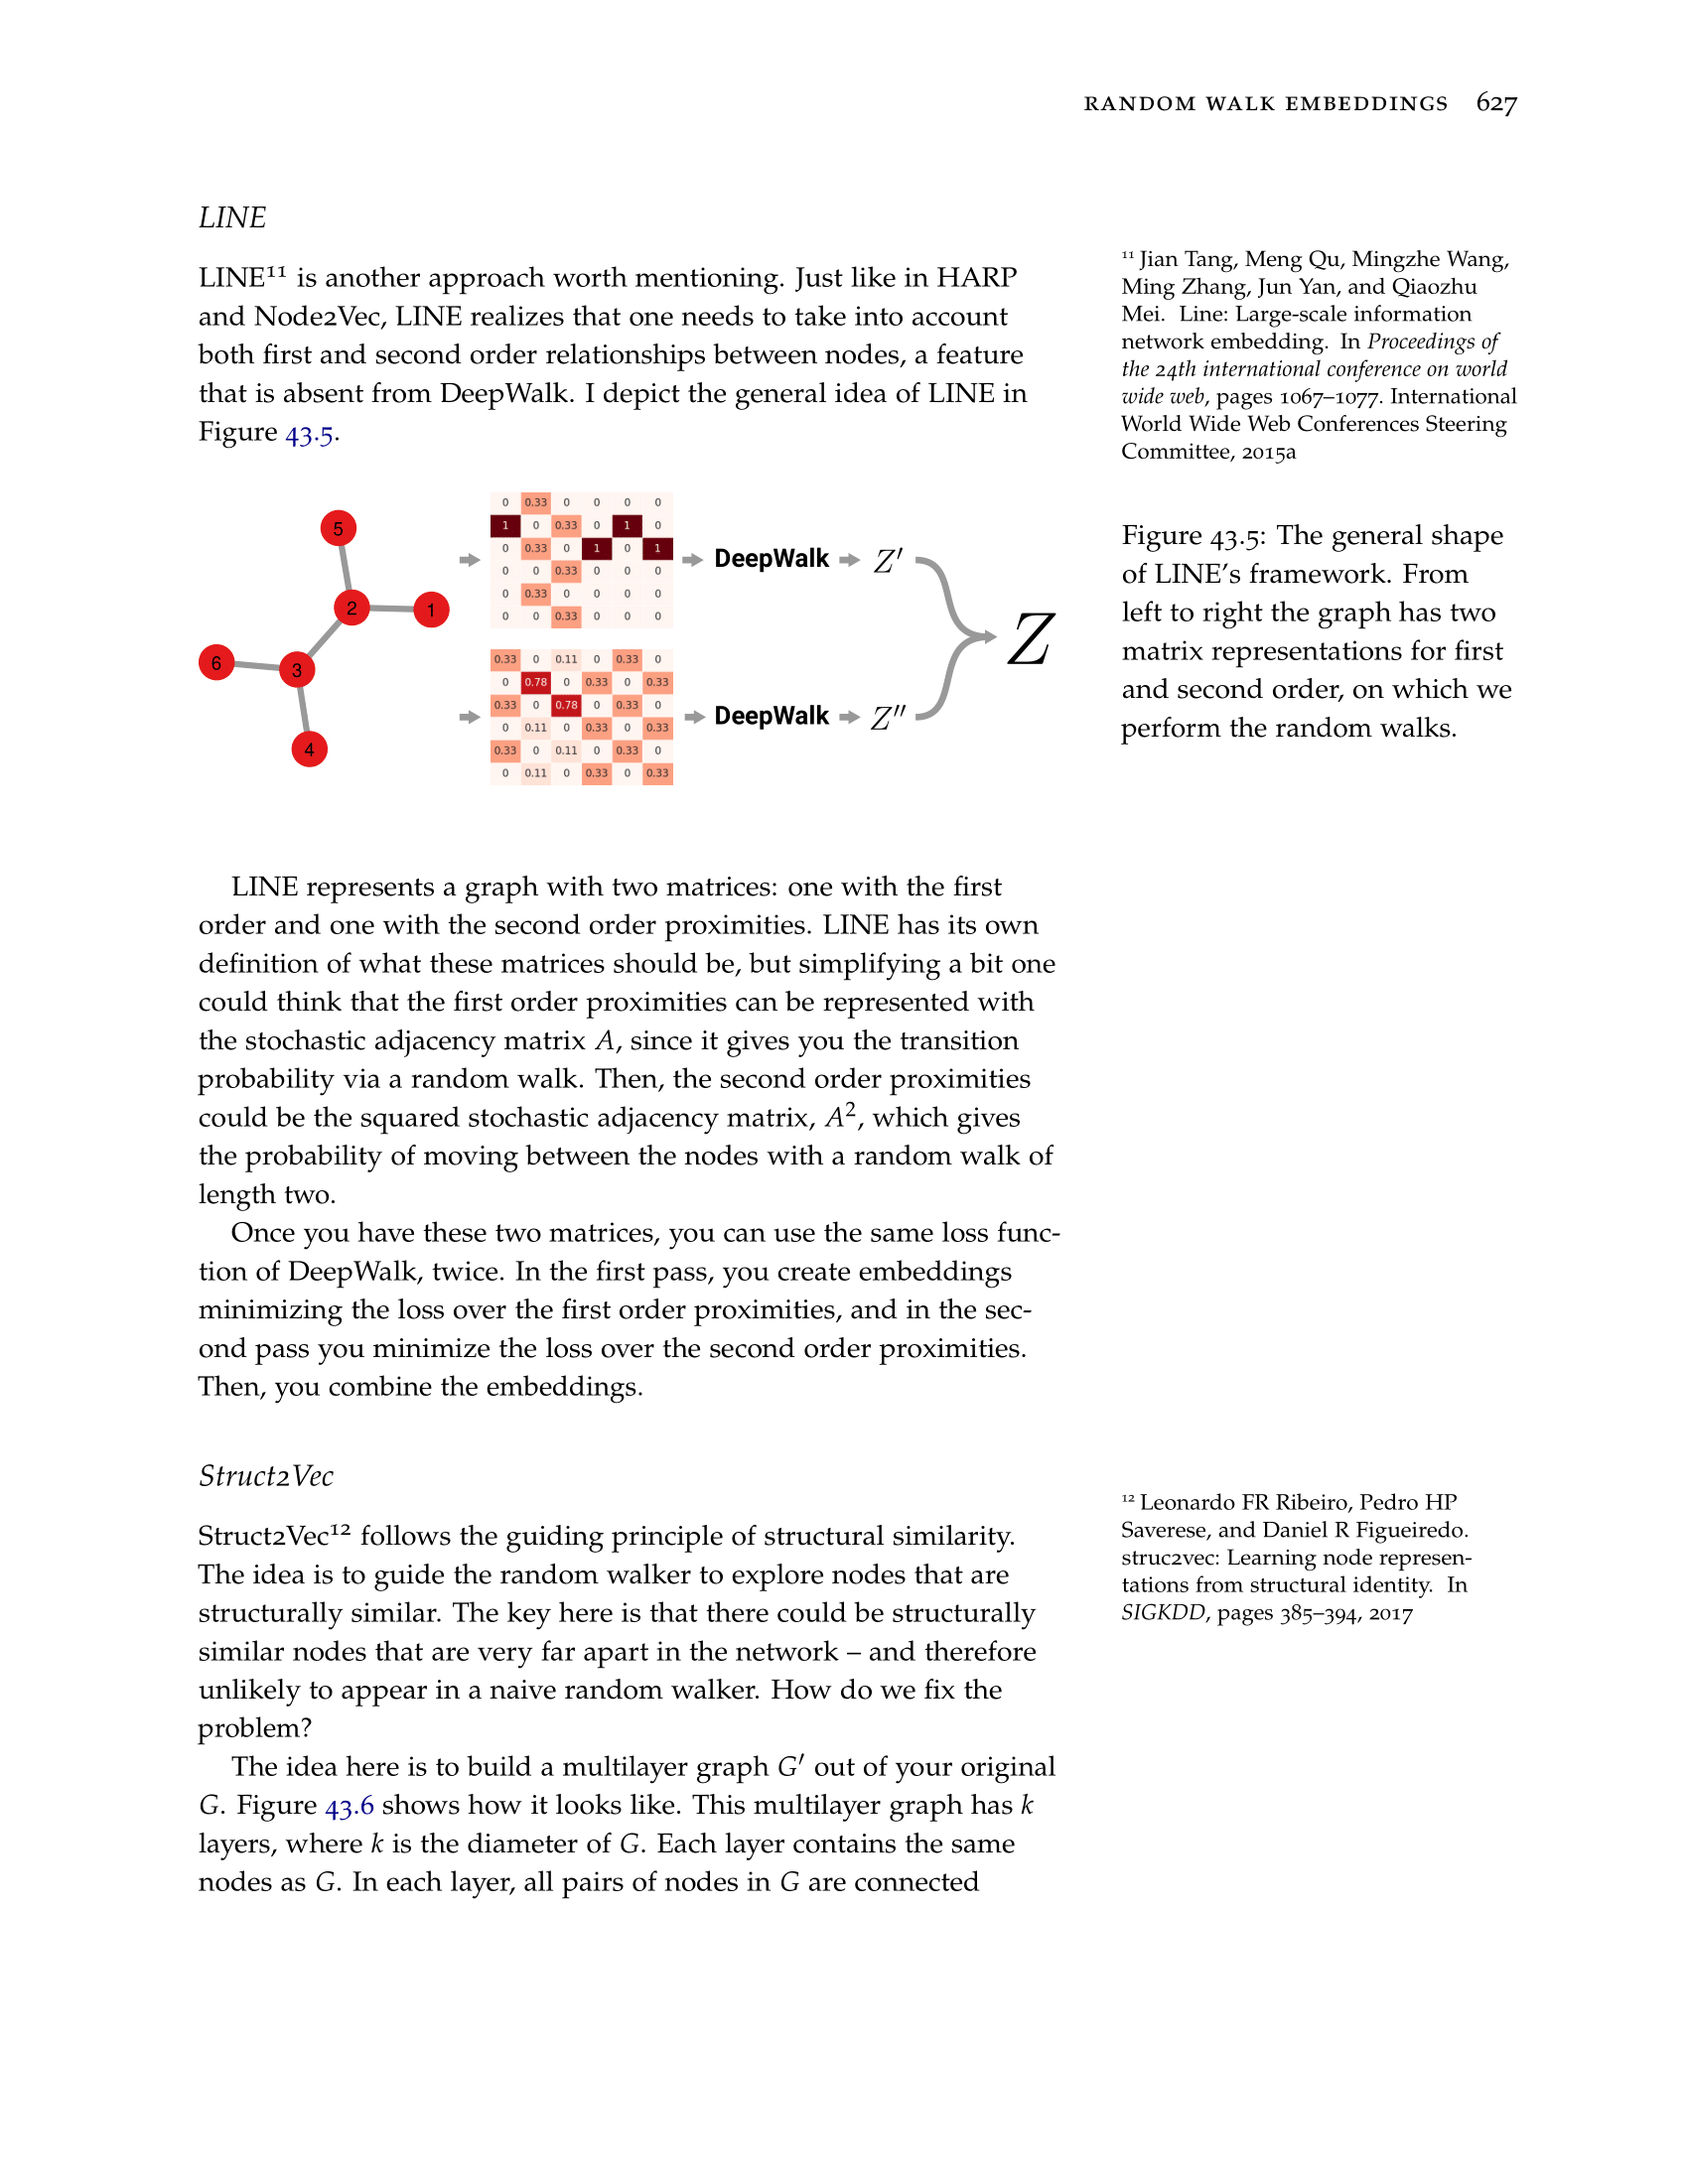 RANDOM WALK EMBEDDINGS 627
LINE
LINE¹¹ is another approach worth mentioning. Just like in HARP
and Node2Vec, LINE realizes that one needs to take into account
both first and second order relationships between nodes, a feature
that is absent from DeepWalk. I depict the general idea of LINE in
Figure 43.5.
¹¹ Jian Tang, Meng Qu, Mingzhe Wang,
Ming Zhang, Jun Yan, and Qiaozhu
Mei. Line: Large-scale information
network embedding. In Proceedings of
the 24th international conference on world
wide web, pages 1067–1077. International
World Wide Web Conferences Steering
Committee, 2015a
5
2
1
6
3
4
0 0.33 0 0 0 0
1 0 0.33 0 1 0
0 0.33 0 1 0 1
0 0 0.33 0 0 0
0 0.33 0 0 0 0
0 0 0.33 0 0 0
DeepWalk Z′
0.33 0 0.11 0 0.33 0
0 0.78 0 0.33 0 0.33
0.33 0 0.78 0 0.33 0
0 0.11 0 0.33 0 0.33
0.33 0 0.11 0 0.33 0
0 0.11 0 0.33 0 0.33
DeepWalk Z″
Z
Figure 43.5: The general shape
of LINE's framework. From
left to right the graph has two
matrix representations for first
and second order, on which we
perform the random walks.
LINE represents a graph with two matrices: one with the first
order and one with the second order proximities. LINE has its own
definition of what these matrices should be, but simplifying a bit one
could think that the first order proximities can be represented with
the stochastic adjacency matrix A, since it gives you the transition
probability via a random walk. Then, the second order proximities
could be the squared stochastic adjacency matrix, A², which gives
the probability of moving between the nodes with a random walk of
length two.
Once you have these two matrices, you can use the same loss func-
tion of DeepWalk, twice. In the first pass, you create embeddings
minimizing the loss over the first order proximities, and in the sec-
ond pass you minimize the loss over the second order proximities.
Then, you combine the embeddings.
Struct2Vec
Struct2Vec¹² follows the guiding principle of structural similarity.
The idea is to guide the random walker to explore nodes that are
structurally similar. The key here is that there could be structurally
similar nodes that are very far apart in the network – and therefore
unlikely to appear in a naive random walker. How do we fix the
problem?
¹² Leonardo FR Ribeiro, Pedro HP
Saverese, and Daniel R Figueiredo.
struc2vec: Learning node represen-
tations from structural identity. In
SIGKDD, pages 385–394, 2017
The idea here is to build a multilayer graph G′ out of your original
G. Figure 43.6 shows how it looks like. This multilayer graph has k
layers, where k is the diameter of G. Each layer contains the same
nodes as G. In each layer, all pairs of nodes in G are connected